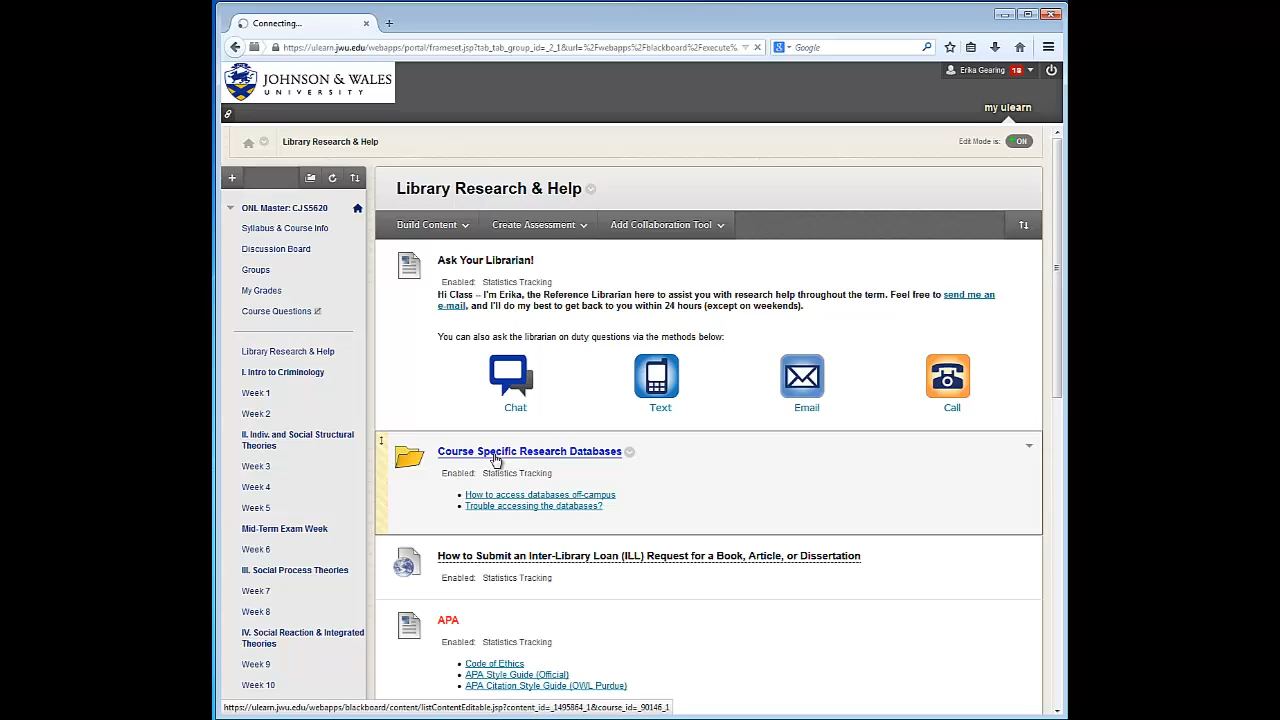 Connecting...
https://ulearn.jwu.edu/webapps/portal/frameset.jsp?tab_tab_group_id=_2_1&url=%2Fwebapps%2Fblackboard%2Fexecute%
Google
JOHNSON & WALES
UNIVERSITY
Erika Gearing 18
my ulearn
Library Research & Help
Edit Mode is: ON
Library Research & Help
Build Content
Create Assessment
Add Collaboration Tool
ONL Master: CJS5620
Syllabus & Course Info
Discussion Board
Groups
My Grades
Course Questions
Library Research & Help
I. Intro to Criminology
Week 1
Week 2
II. Indiv. and Social Structural
Theories
Week 3
Week 4
Week 5
Mid-Term Exam Week
Week 6
III. Social Process Theories
Week 7
Week 8
IV. Social Reaction & Integrated
Theories
Week 9
Week 10
Ask Your Librarian!
Enabled: Statistics Tracking
Hi Class – I'm Erika, the Reference Librarian here to assist you with research help throughout the term. Feel free to send me an
e-mail, and I'll do my best to get back to you within 24 hours (except on weekends).
You can also ask the librarian on duty questions via the methods below:
Chat
Text
Email
Call
Course Specific Research Databases
Enabled: Statistics Tracking
• How to access databases off-campus
• Trouble accessing the databases?
How to Submit an Inter-Library Loan (ILL) Request for a Book, Article, or Dissertation
Enabled: Statistics Tracking
APA
Enabled: Statistics Tracking
• Code of Ethics
• APA Style Guide (Official)
• APA Citation Style Guide (OWL Purdue)
https://ulearn.jwu.edu/webapps/blackboard/content/listContentEditable.jsp?content_id=_1495864_1&course_id=_90146_1